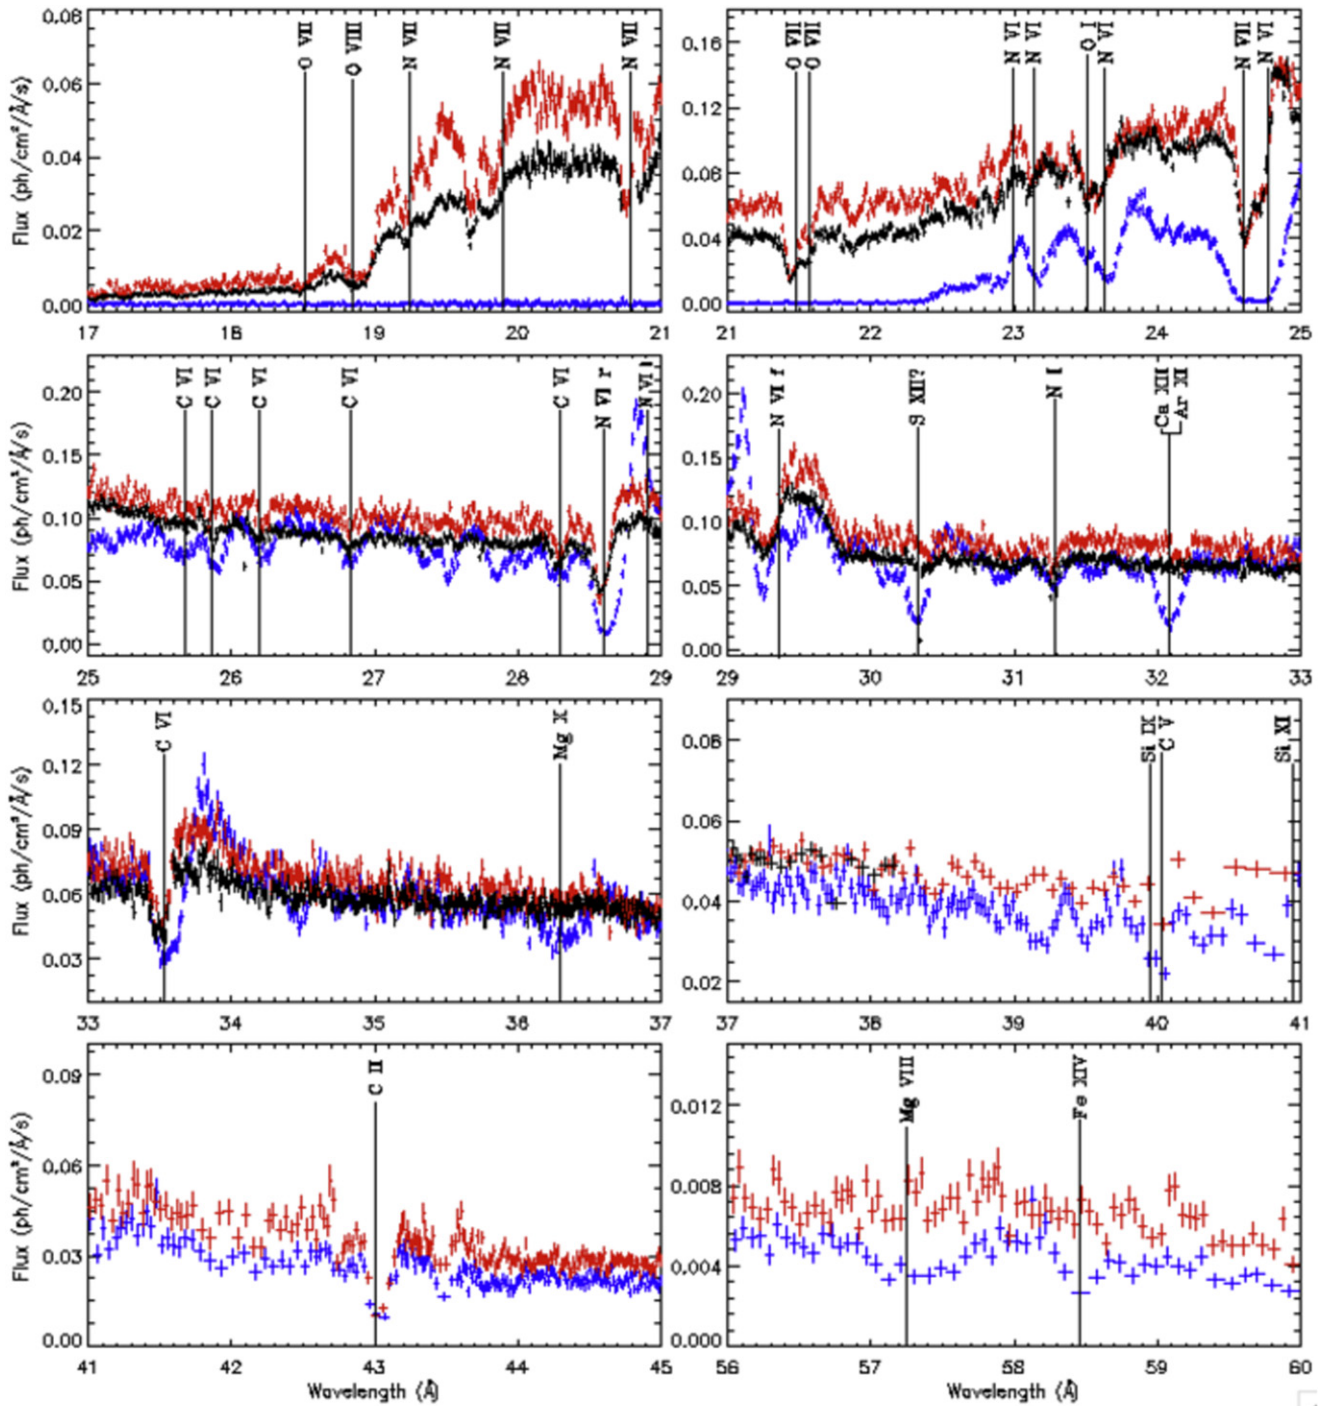 0.08
0.06
0.04
0.02
0.00
Flux (ph/cm²/Å/s)
O VII
O VIII
N VII
N VII
N VII
17 18 19 20 21
0.16
0.12
0.08
0.04
0.00
O VII
O VII
N VI
N VI
O I
N VI
N VII
N VI
21 22 23 24 25
0.20
0.15
0.10
0.05
0.00
Flux (ph/cm²/Å/s)
C VI
C VI
C VI
C VI
C VI
N VI r
N VI i
25 26 27 28 29
0.20
0.15
0.10
0.05
0.00
N VI f
S XII?
N I
Ca XII
Ar XI
29 30 31 32 33
0.15
0.12
0.09
0.06
0.03
Flux (ph/cm²/Å/s)
C VI
Mg X
33 34 35 36 37
0.08
0.06
0.04
0.02
Si IX
C V
Si XI
37 38 39 40 41
0.09
0.06
0.03
0.00
Flux (ph/cm²/Å/s)
C II
41 42 43 44 45
Wavelength (Å)
0.012
0.008
0.004
0.000
Mg VIII
Fe XIV
56 57 58 59 60
Wavelength (Å)